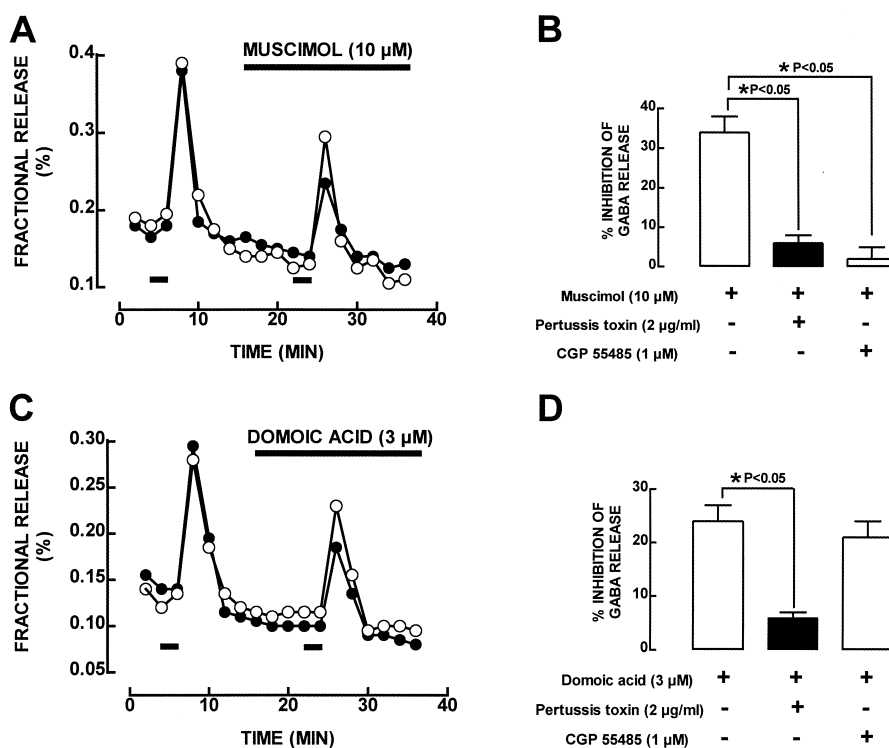 A
MUSCIMOL (10 µM)
FRACTIONAL RELEASE
(%)
0.4
0.3
0.2
0.1
0 10 20 30 40
TIME (MIN)
B
* P<0.05
*P<0.05
% INHIBITION OF
GABA RELEASE
40
30
20
10
0
Muscimol (10 µM) + + +
Pertussis toxin (2 µg/ml) - + -
CGP 55485 (1 µM) - - +
C
DOMOIC ACID (3 µM)
FRACTIONAL RELEASE
(%)
0.30
0.25
0.20
0.15
0.10
0.05
0 10 20 30 40
TIME (MIN)
D
* P<0.05
% INHIBITION OF
GABA RELEASE
30
20
10
0
Domoic acid (3 µM) + + +
Pertussis toxin (2 µg/ml) - + -
CGP 55485 (1 µM) - - +